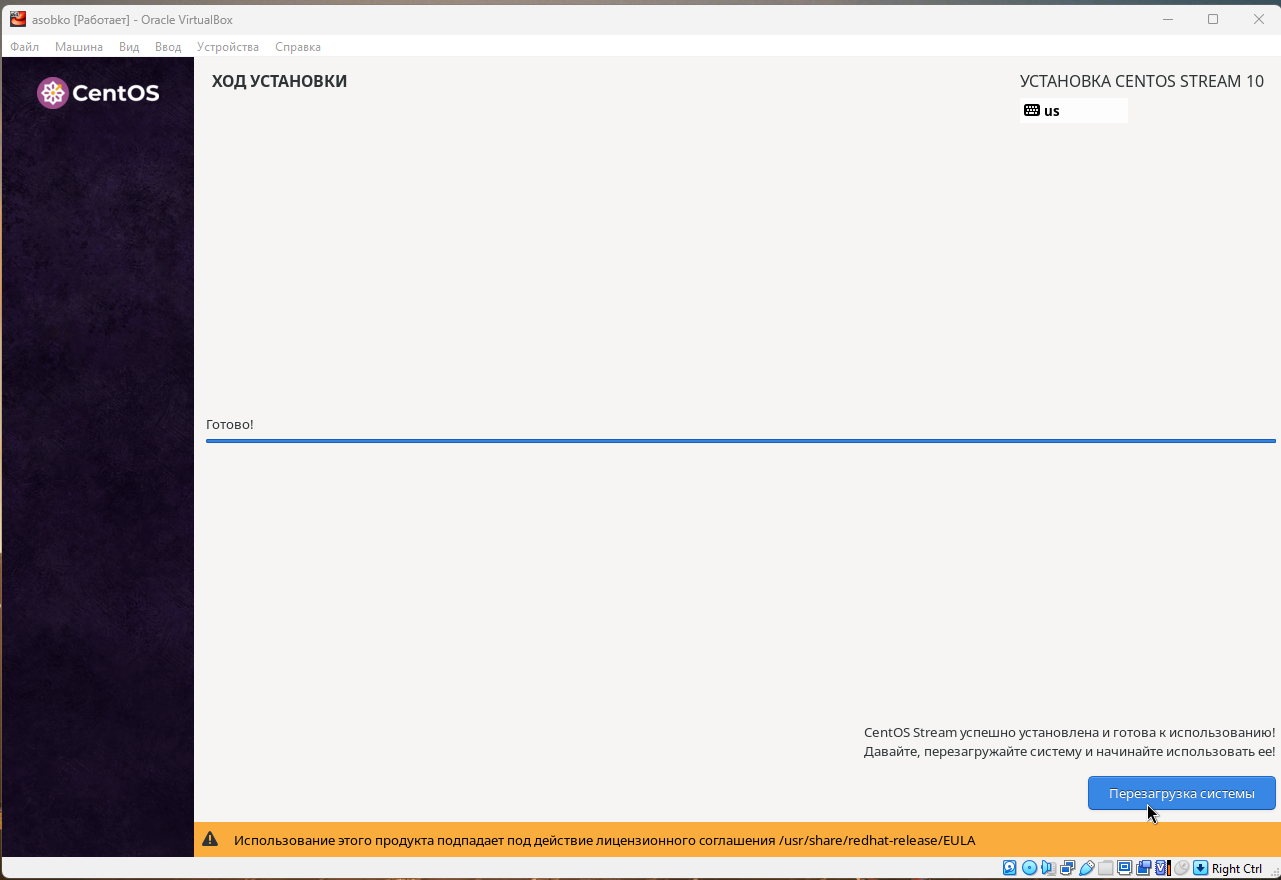 asobko [Работает] - Oracle VirtualBox
Файл Машина Вид Ввод Устройства Справка
CentOS
ХОД УСТАНОВКИ
УСТАНОВКА CENTOS STREAM 10
us
Готово!
CentOS Stream успешно установлена и готова к использованию!
Давайте, перезагружайте систему и начинайте использовать ее!
Перезагрузка системы
Использование этого продукта подпадает под действие лицензионного соглашения /usr/share/redhat-release/EULA
Right Ctrl